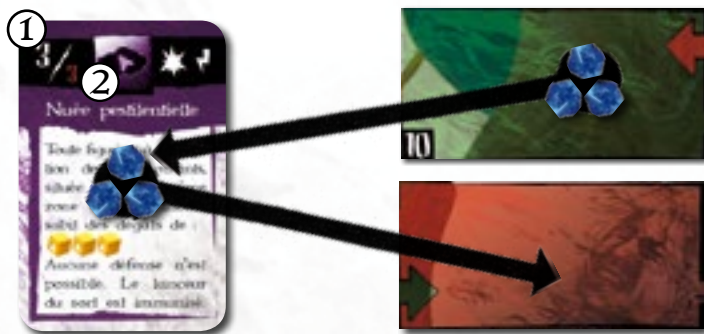 1
3/3
2
Nuée pestilentielle
Toute
tion de
située
zone
subit des dégâts de :
Aucune défense n'est
possible. Le lanceur
du sort est immunisé.
10